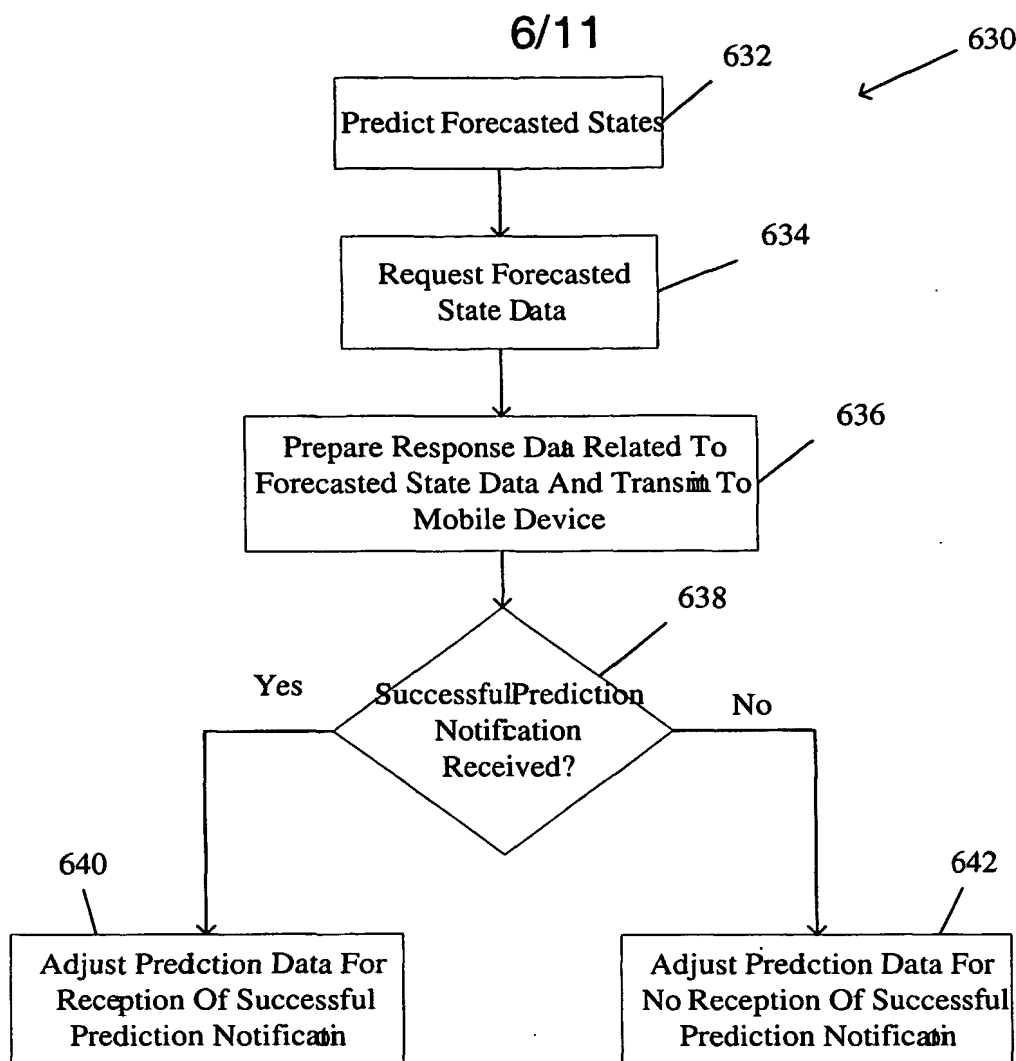 6/11
630
632
Predict Forecasted States
634
Request Forecasted
State Data
636
Prepare Response Data Related To
Forecasted State Data And Transmit To
Mobile Device
638
Yes
Successful Prediction
Notification
Received?
No
640
642
Adjust Prediction Data For
Reception Of Successful
Prediction Notification
Adjust Prediction Data For
No Reception Of Successful
Prediction Notification